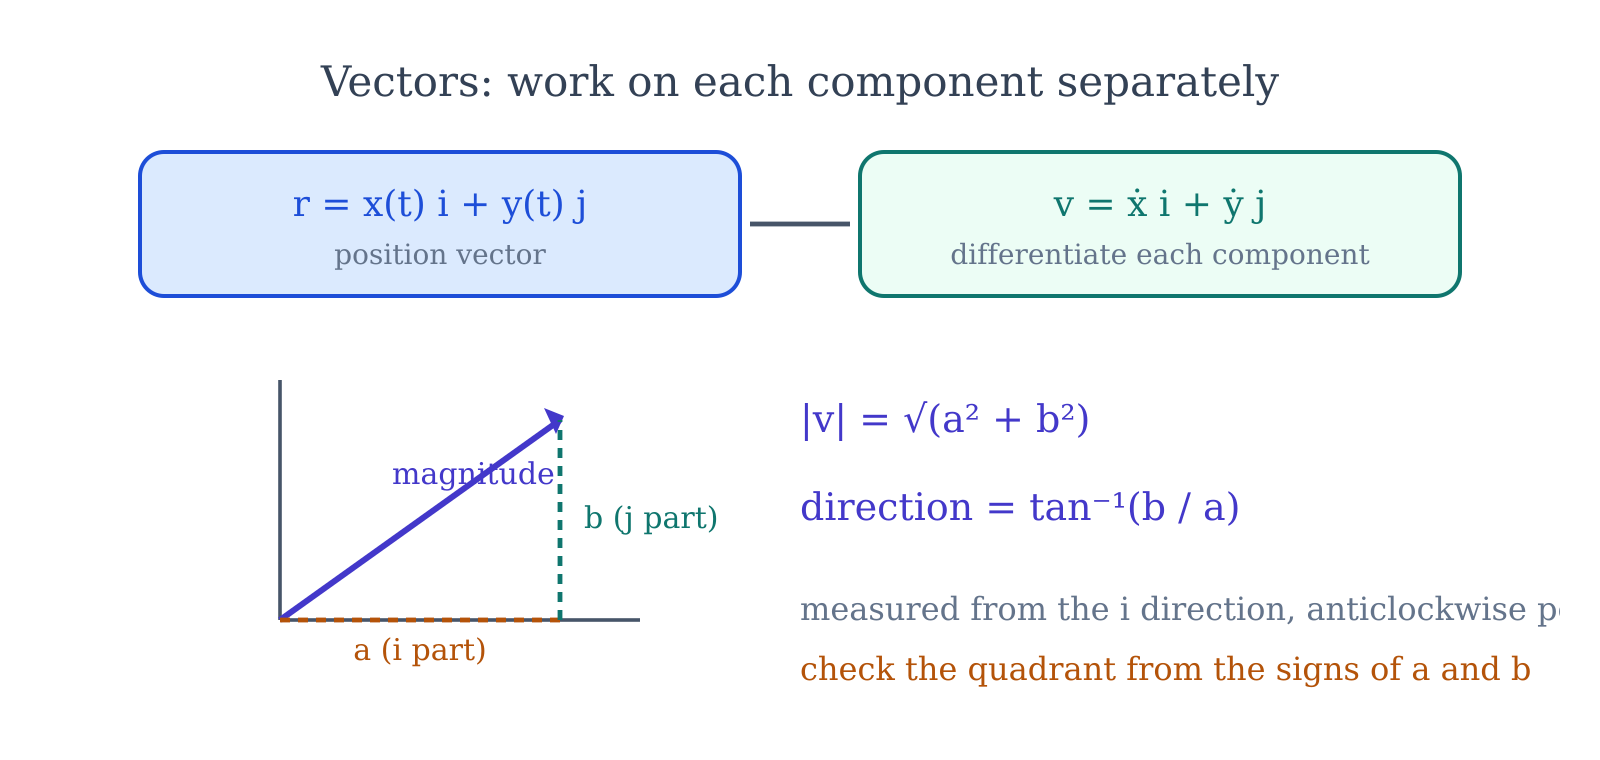 Vectors: work on each component separately
r = x(t) i + y(t) j
position vector
v = ẋ i + ẏ j
differentiate each component
magnitude
b (j part)
a (i part)
|v| = √(a² + b²)
direction = tan⁻¹(b / a)
measured from the i direction, anticlockwise
check the quadrant from the signs of a and b